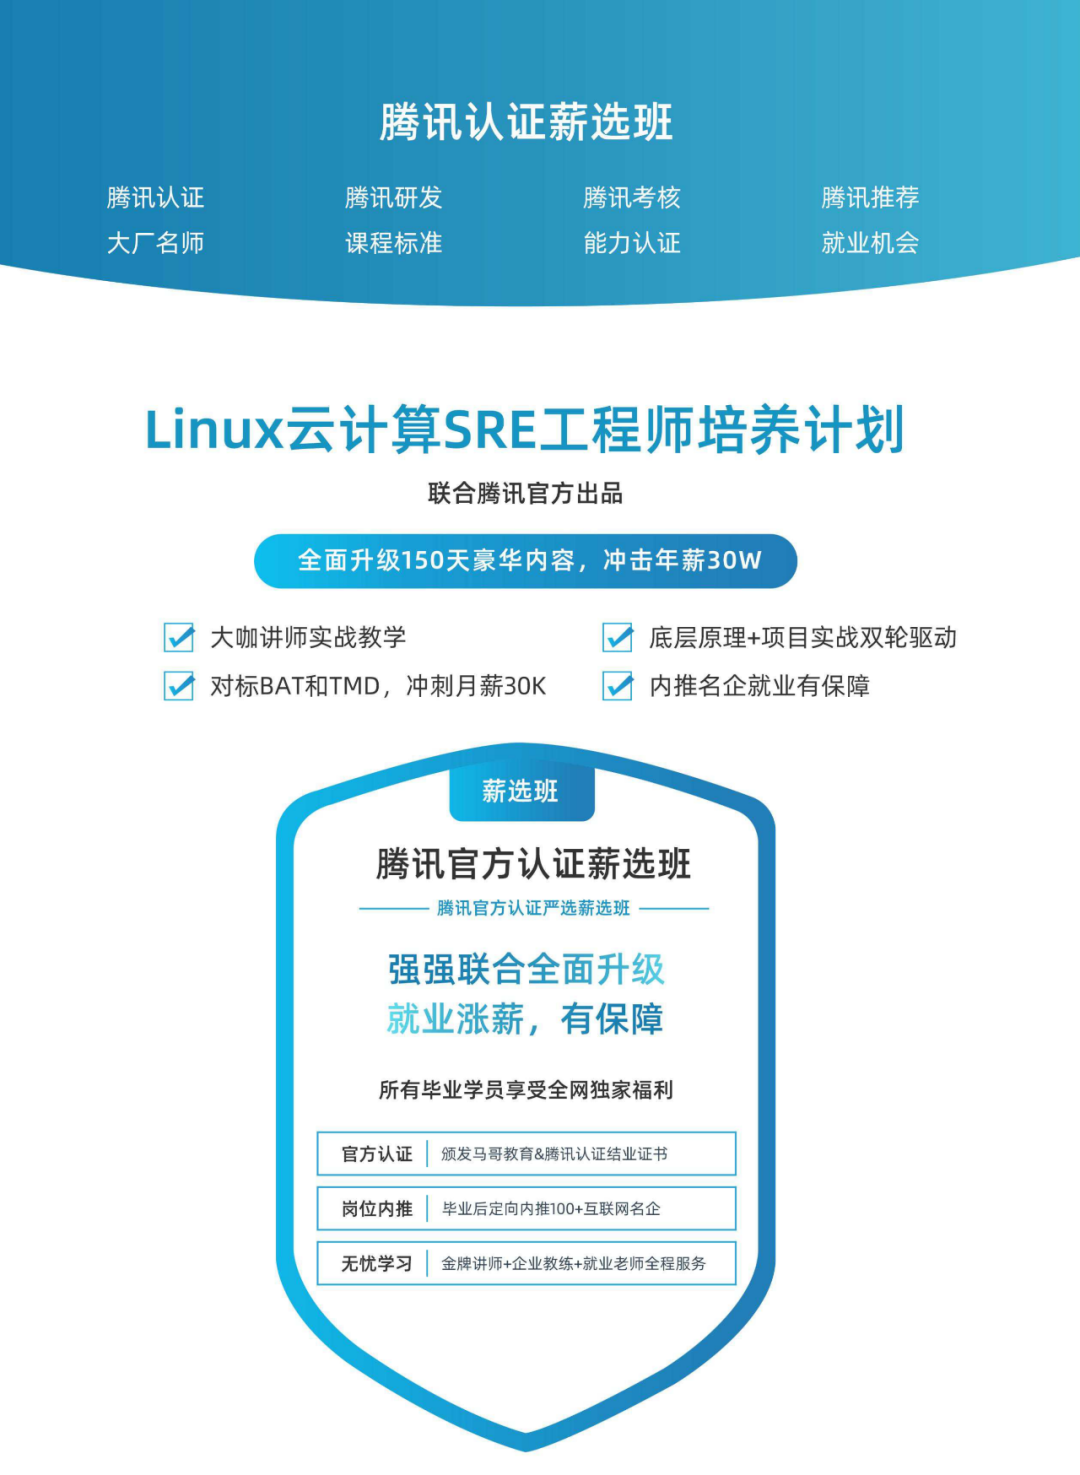 腾讯认证薪选班
腾讯认证 腾讯研发 腾讯考核 腾讯推荐
大厂名师 课程标准 能力认证 就业机会
Linux云计算SRE工程师培养计划
联合腾讯官方出品
全面升级150天豪华内容，冲击年薪30W
大咖讲师实战教学 底层原理+项目实战双轮驱动
对标BAT和TMD，冲刺月薪30K 内推名企就业有保障
薪选班
腾讯官方认证薪选班
腾讯官方认证严选薪选班
强强联合全面升级
就业涨薪，有保障
所有毕业学员享受全网独家福利
官方认证 颁发马哥教育&腾讯认证结业证书
岗位内推 毕业后定向内推100+互联网名企
无忧学习 金牌讲师+企业教练+就业老师全程服务